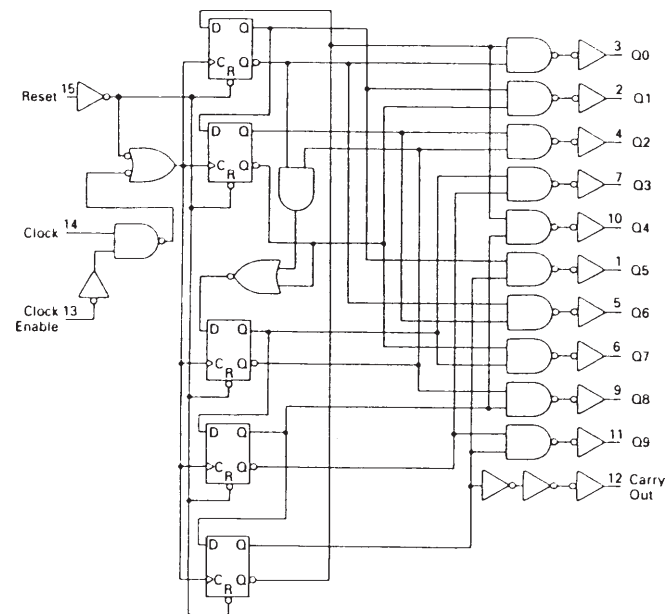 D Q
3 Q0
C Q
R
Reset 15
2 Q1
D Q
4 Q2
C Q
R
7 Q3
Clock 14
10 Q4
1 Q5
Clock 13
Enable
5 Q6
D Q
6 Q7
C Q
R
9 Q8
D Q
11 Q9
C Q
R
12 Carry
Out
D Q
C Q
R